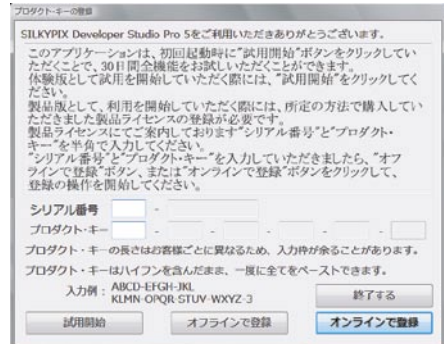 プロダクト・キーの登録
SILKYPIX Developer Studio Pro 5をご利用いただきありがとうございます。
このアプリケーションは、初回起動時に"試用開始"ボタンをクリックしてい
ただくことで、30日間全機能をお試しいただくことができます。
体験版として試用を開始していただく際には、"試用開始"をクリックしてく
ださい。
製品版として、利用を開始していただく際には、所定の方法で購入してい
ただきました製品ライセンスの登録が必要です。
製品ライセンスにてご案内しております"シリアル番号"と"プロダクト・
キー"を半角で入力してください。
"シリアル番号"と"プロダクト・キー"を入力していただきましたら、"オフ
ラインで登録"ボタン、または"オンラインで登録"ボタンをクリックして、
登録の操作を開始してください。
シリアル番号 -
プロダクト・キー - - - - -
プロダクト・キーの長さはお客様ごとに異なるため、入力枠が余ることがあります。
プロダクト・キーはハイフンを含んだまま、一度に全てをペーストできます。
入力例： ABCD-EFGH-JKL
KLMN-OPQR-STUV-WXYZ-J
終了する
試用開始 オフラインで登録 オンラインで登録